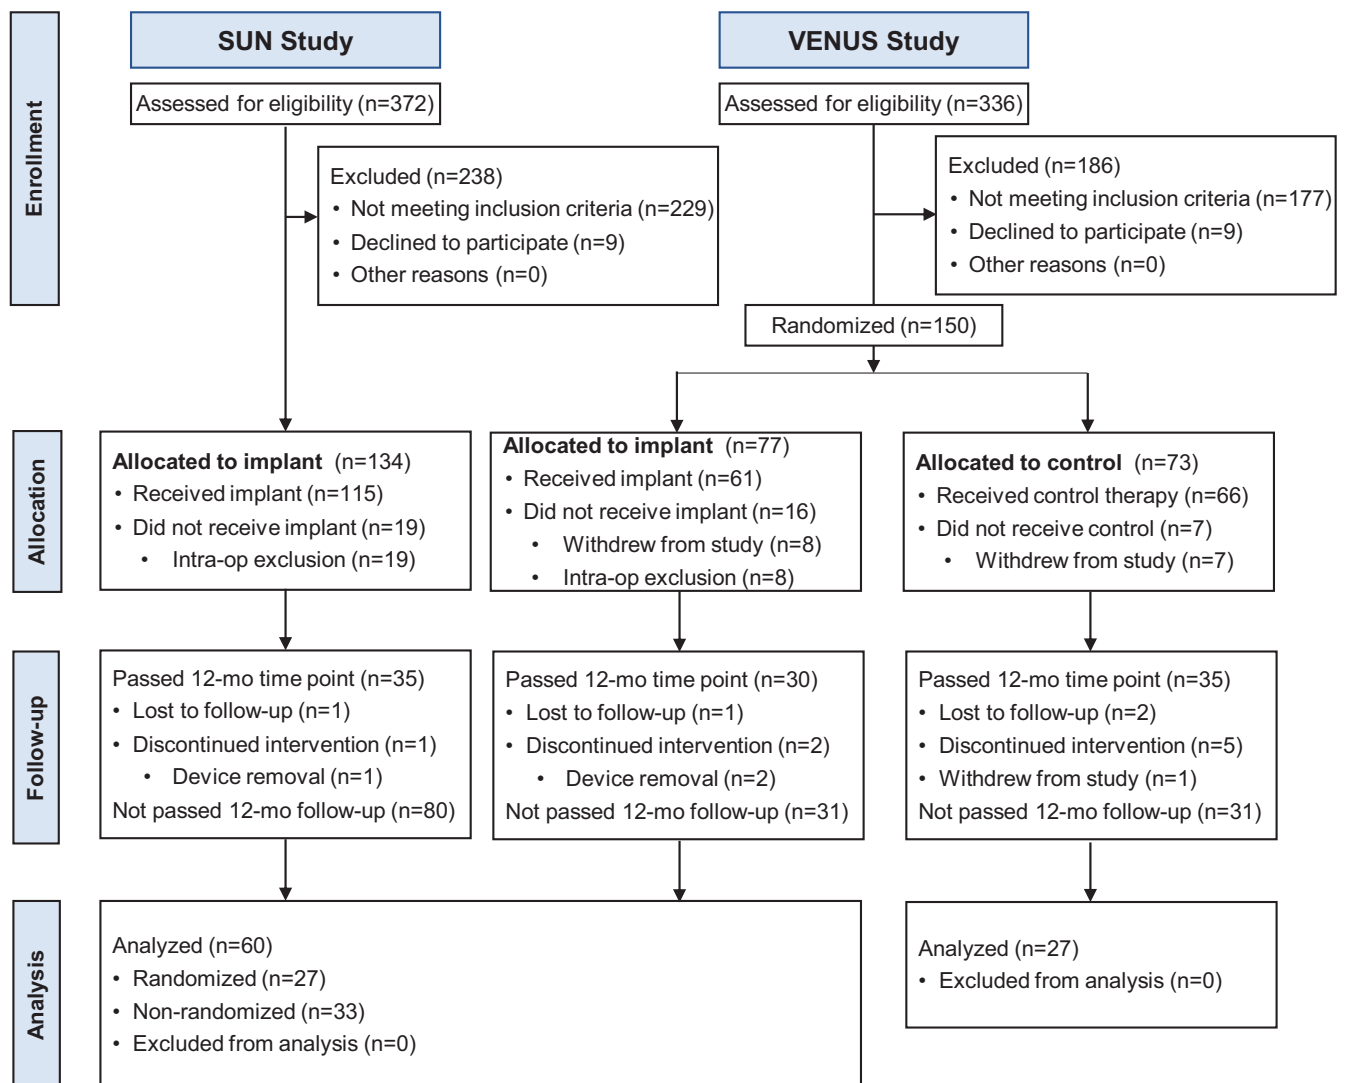 SUN Study
VENUS Study
Enrollment
Assessed for eligibility (n=372)
Assessed for eligibility (n=336)
Excluded (n=238)
• Not meeting inclusion criteria (n=229)
• Declined to participate (n=9)
• Other reasons (n=0)
Excluded (n=186)
• Not meeting inclusion criteria (n=177)
• Declined to participate (n=9)
• Other reasons (n=0)
Randomized (n=150)
Allocation
Allocated to implant (n=134)
• Received implant (n=115)
• Did not receive implant (n=19)
• Intra-op exclusion (n=19)
Allocated to implant (n=77)
• Received implant (n=61)
• Did not receive implant (n=16)
• Withdrew from study (n=8)
• Intra-op exclusion (n=8)
Allocated to control (n=73)
• Received control therapy (n=66)
• Did not receive control (n=7)
• Withdrew from study (n=7)
Follow-up
Passed 12-mo time point (n=35)
• Lost to follow-up (n=1)
• Discontinued intervention (n=1)
• Device removal (n=1)
Not passed 12-mo follow-up (n=80)
Passed 12-mo time point (n=30)
• Lost to follow-up (n=1)
• Discontinued intervention (n=2)
• Device removal (n=2)
Not passed 12-mo follow-up (n=31)
Passed 12-mo time point (n=35)
• Lost to follow-up (n=2)
• Discontinued intervention (n=5)
• Withdrew from study (n=1)
Not passed 12-mo follow-up (n=31)
Analysis
Analyzed (n=60)
• Randomized (n=27)
• Non-randomized (n=33)
• Excluded from analysis (n=0)
Analyzed (n=27)
• Excluded from analysis (n=0)